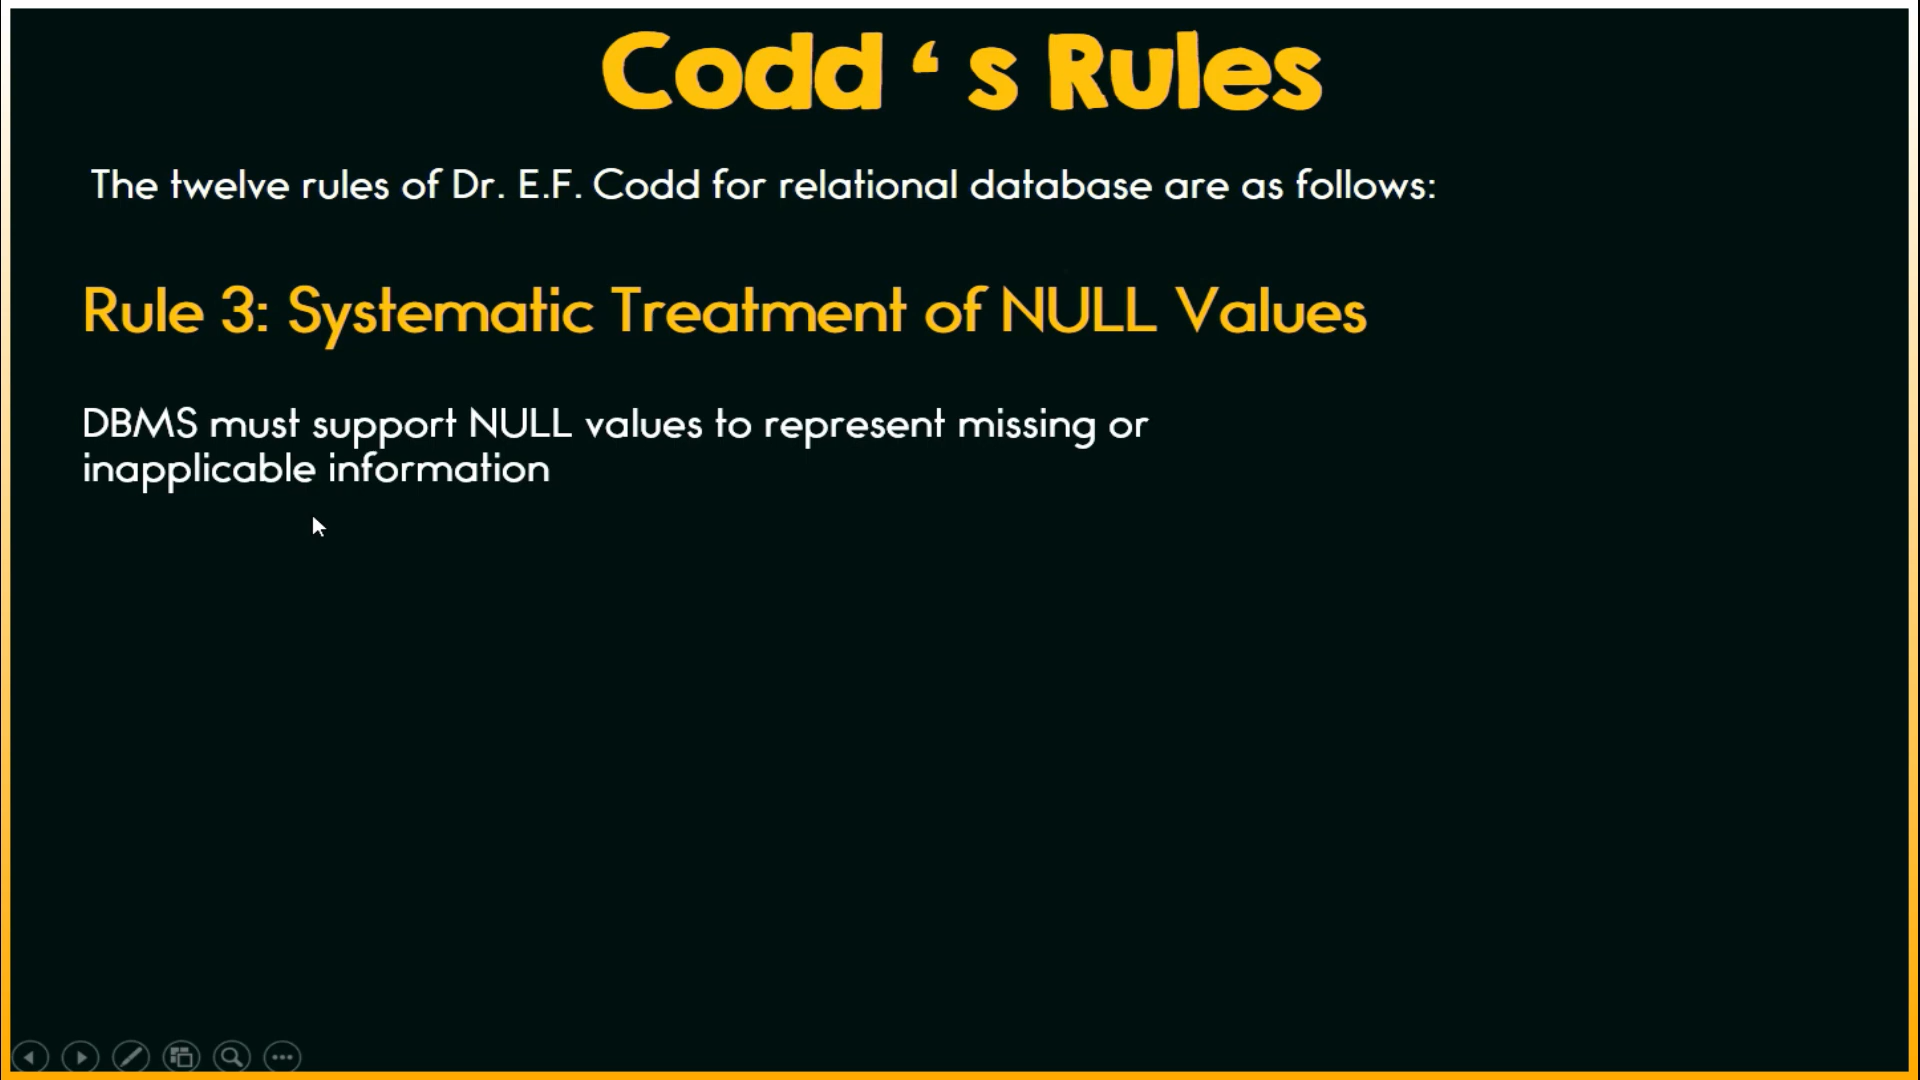 Codd ‘ s Rules
The twelve rules of Dr. E.F. Codd for relational database are as follows:
Rule 3: Systematic Treatment of NULL Values
DBMS must support NULL values to represent missing or
inapplicable information